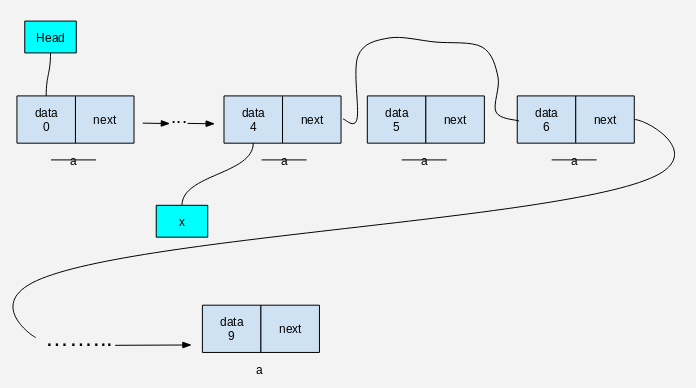 Head
data 0 next
...
data 4 next
data 5 next
data 6 next
a
a
a
a
x
.........
data 9 next
a